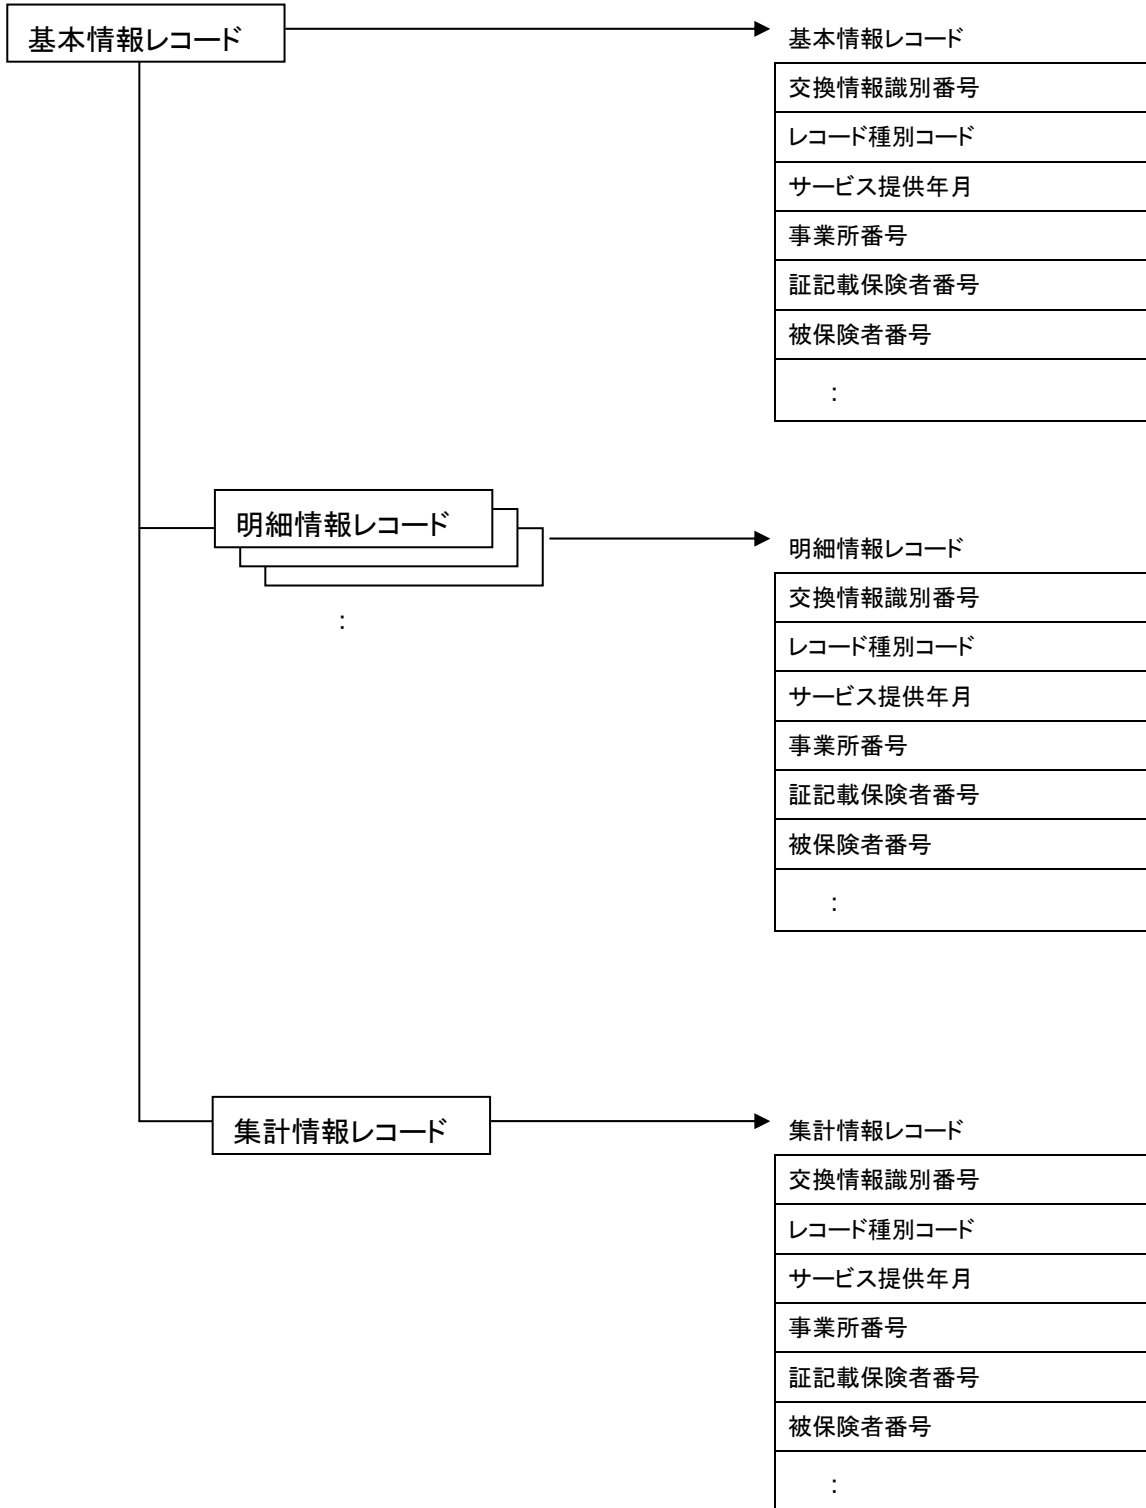 基本情報レコード
基本情報レコード
交換情報識別番号
レコード種別コード
サービス提供年月
事業所番号
証記載保険者番号
被保険者番号
:
明細情報レコード
:
明細情報レコード
交換情報識別番号
レコード種別コード
サービス提供年月
事業所番号
証記載保険者番号
被保険者番号
:
集計情報レコード
集計情報レコード
交換情報識別番号
レコード種別コード
サービス提供年月
事業所番号
証記載保険者番号
被保険者番号
: